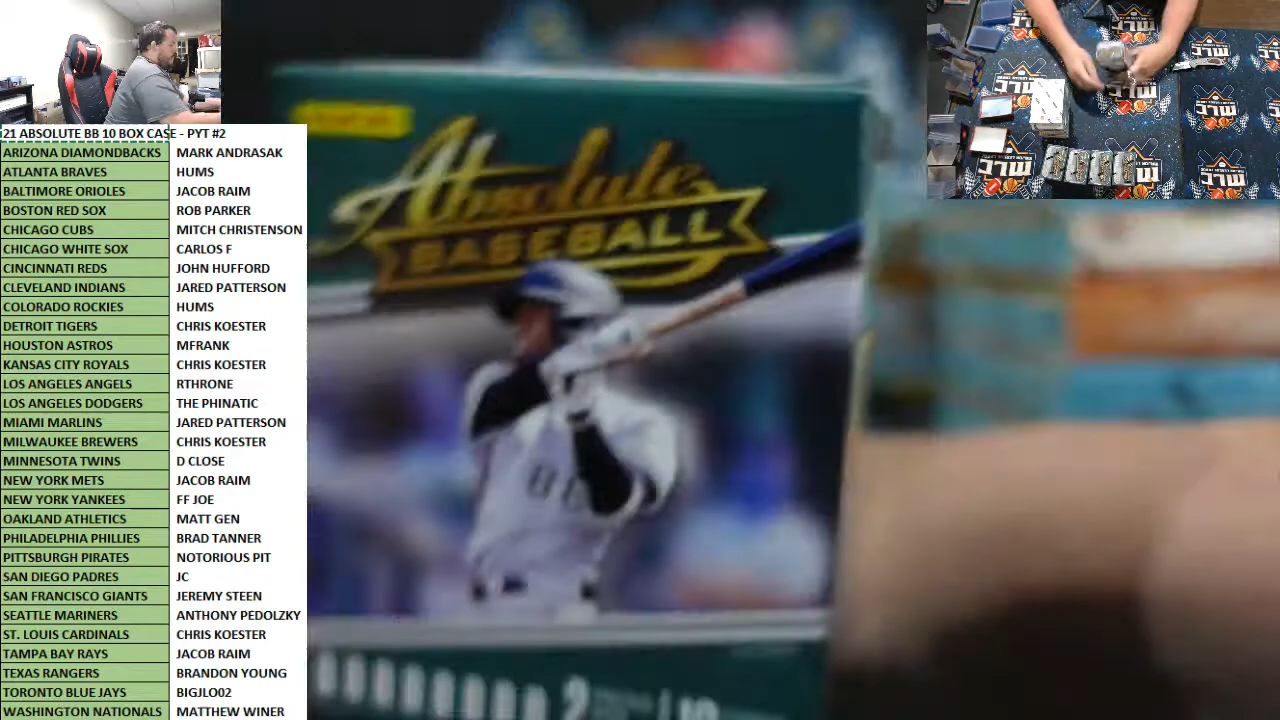 21 ABSOLUTE BB 10 BOX CASE - PYT #2
ARIZONA DIAMONDBACKS MARK ANDRASAK
ATLANTA BRAVES HUMS
BALTIMORE ORIOLES JACOB RAIM
BOSTON RED SOX ROB PARKER
CHICAGO CUBS MITCH CHRISTENSON
CHICAGO WHITE SOX CARLOS F
CINCINNATI REDS JOHN HUFFORD
CLEVELAND INDIANS JARED PATTERSON
COLORADO ROCKIES HUMS
DETROIT TIGERS CHRIS KOESTER
HOUSTON ASTROS MFRANK
KANSAS CITY ROYALS CHRIS KOESTER
LOS ANGELES ANGELS RTHRONE
LOS ANGELES DODGERS THE PHINATIC
MIAMI MARLINS JARED PATTERSON
MILWAUKEE BREWERS CHRIS KOESTER
MINNESOTA TWINS D CLOSE
NEW YORK METS JACOB RAIM
NEW YORK YANKEES FF JOE
OAKLAND ATHLETICS MATT GEN
PHILADELPHIA PHILLIES BRAD TANNER
PITTSBURGH PIRATES NOTORIOUS PIT
SAN DIEGO PADRES JC
SAN FRANCISCO GIANTS JEREMY STEEN
SEATTLE MARINERS ANTHONY PEDOLZKY
ST. LOUIS CARDINALS CHRIS KOESTER
TAMPA BAY RAYS JACOB RAIM
TEXAS RANGERS BRANDON YOUNG
TORONTO BLUE JAYS BIGJLO02
WASHINGTON NATIONALS MATTHEW WINER
Absolute
BASEBALL
2
MLC